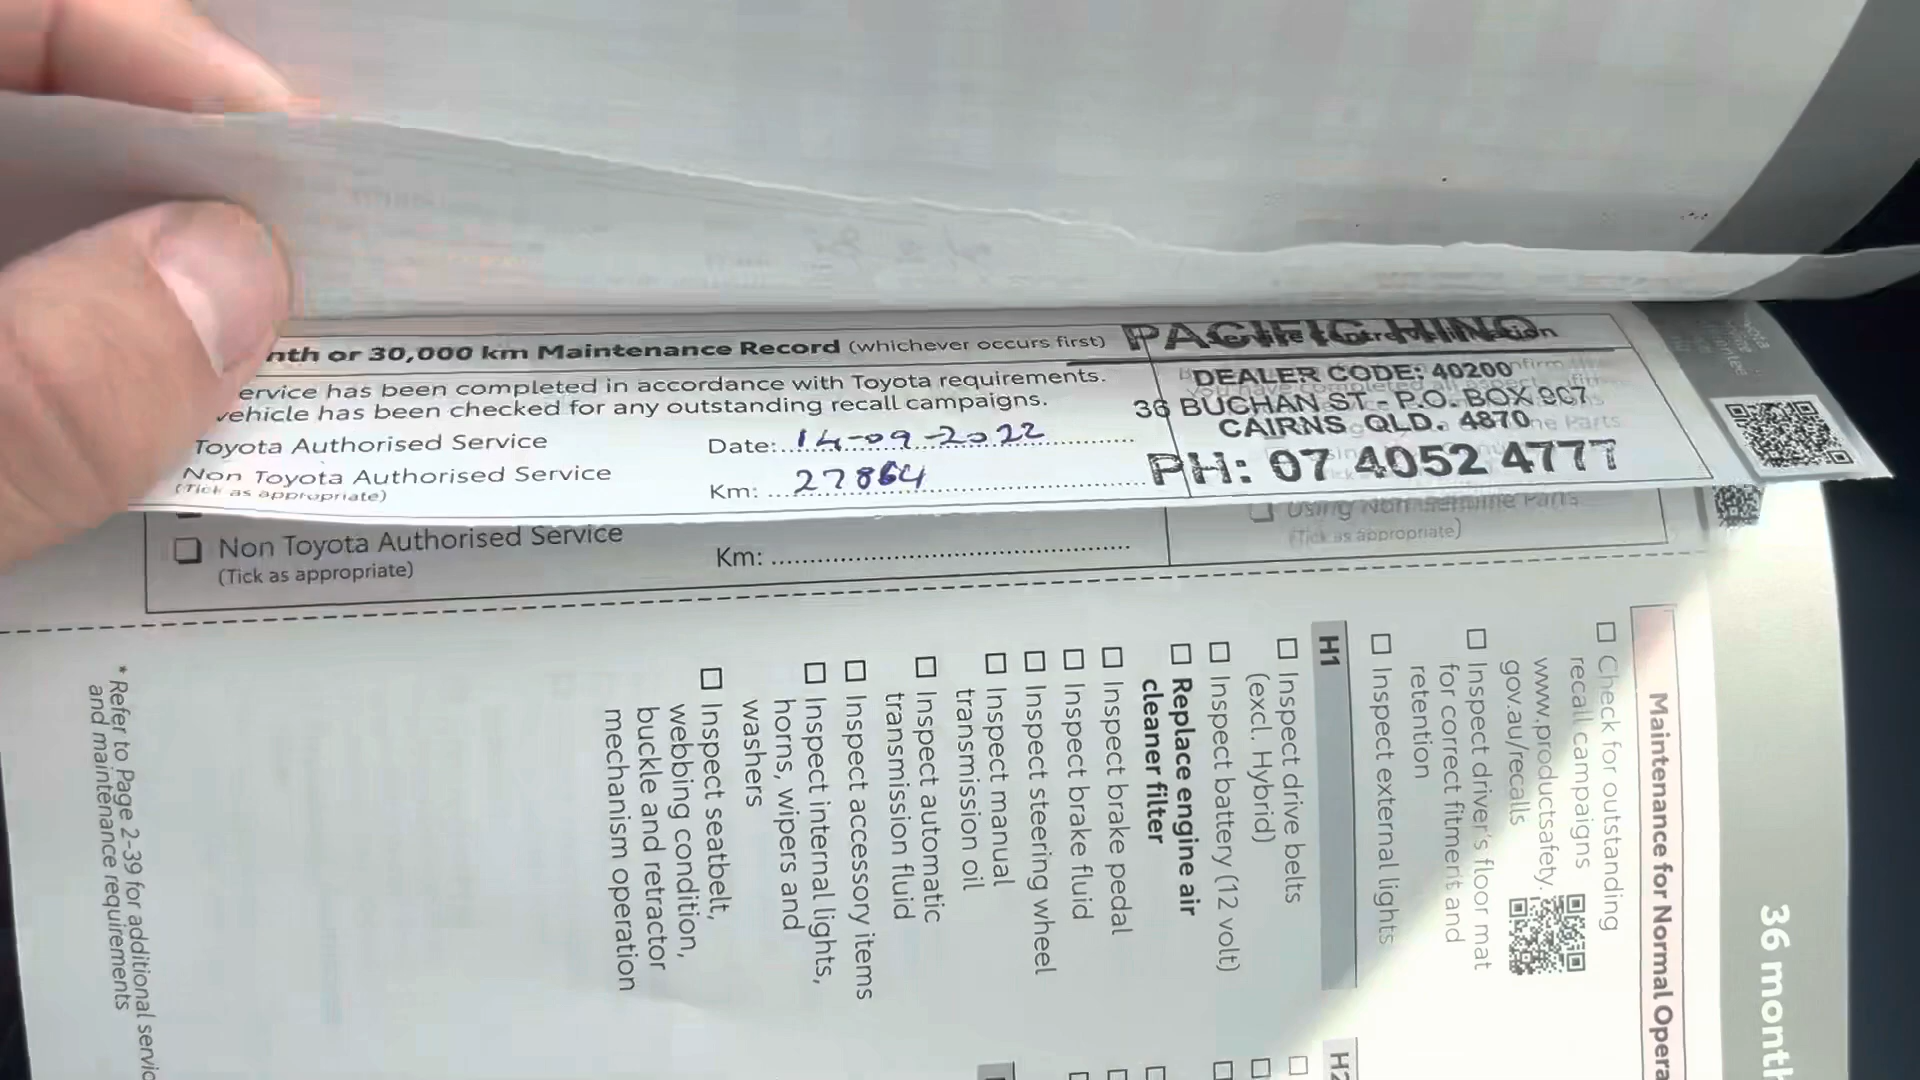 nth or 30,000 km Maintenance Record (whichever occurs first)
ervice has been completed in accordance with Toyota requirements.
vehicle has been checked for any outstanding recall campaigns.
Toyota Authorised Service
Date: 14-09-2022
Non Toyota Authorised Service
(Tick as appropriate)
Km: 27864
PACIFIC HINO
DEALER CODE: 40200
36 BUCHAN ST - P.O. BOX 907
CAIRNS QLD. 4870
PH: 07 4052 4777
Non Toyota Authorised Service
(Tick as appropriate)
Km:
Using Non Genuine Parts
(Tick as appropriate)
36 month
Maintenance for Normal Opera
Check for outstanding
recall campaigns
www.productsafety.
gov.au/recalls
Inspect driver's floor mat
for correct fitment and
retention
Inspect external lights
H1
Inspect drive belts
(excl. Hybrid)
Inspect battery (12 volt)
Replace engine air
cleaner filter
Inspect brake pedal
Inspect brake fluid
Inspect steering wheel
Inspect manual
transmission oil
Inspect automatic
transmission fluid
Inspect accessory items
Inspect internal lights,
horns, wipers and
washers
Inspect seatbelt,
webbing condition,
buckle and retractor
mechanism operation
* Refer to Page 2-39 for additional servic
and maintenance requirements
H2